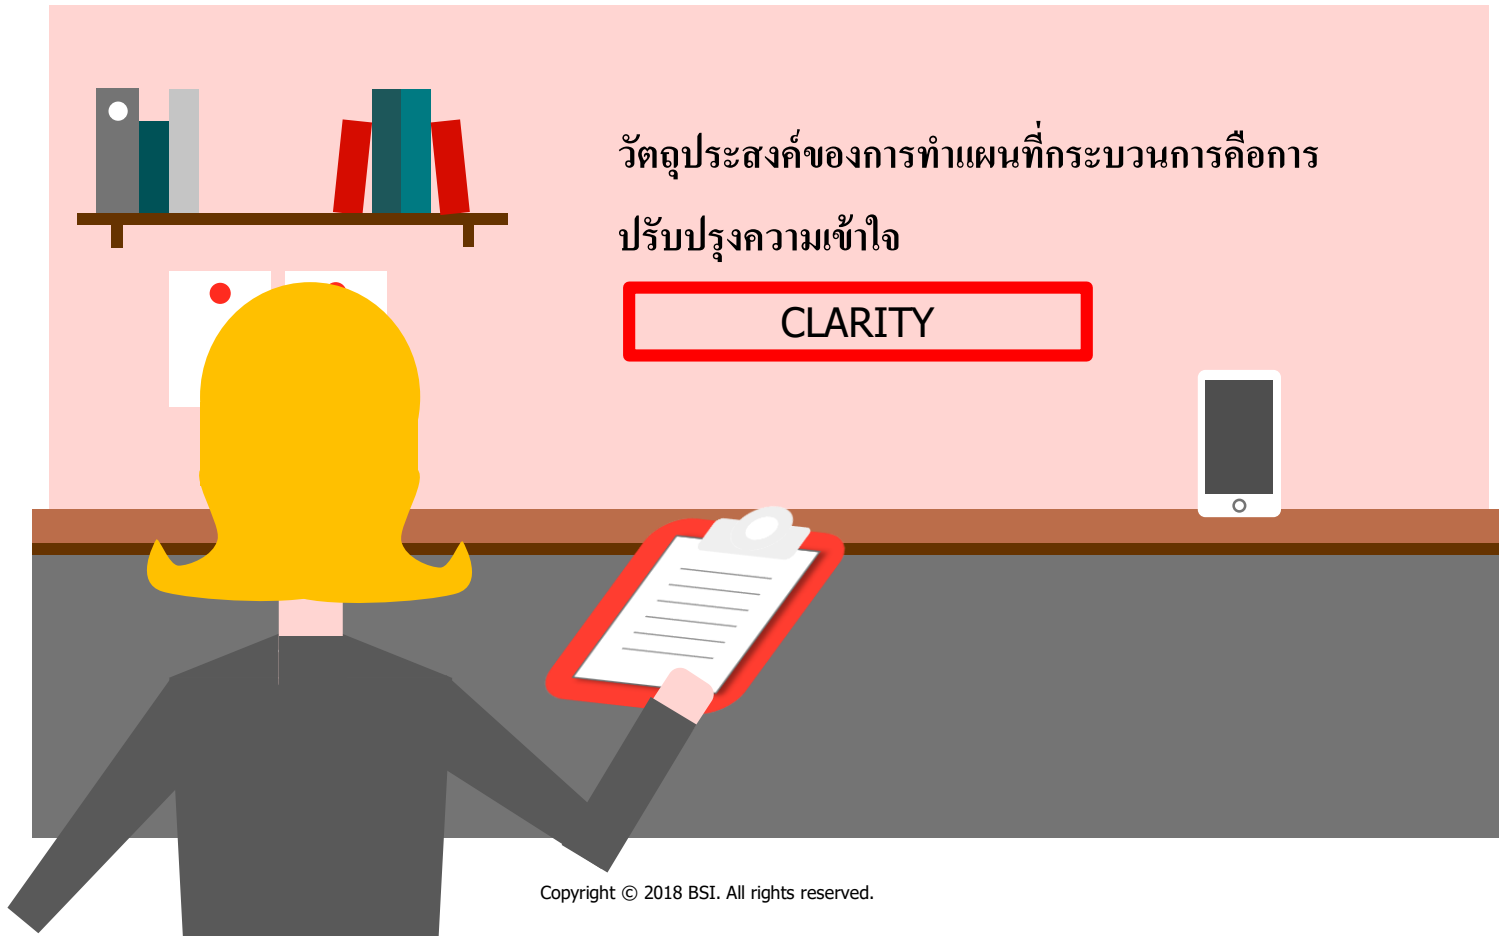 วัตถุประสงค์ของการทำแผนที่กระบวนการคือการ
ปรับปรุงความเข้าใจ
CLARITY
Copyright © 2018 BSI. All rights reserved.